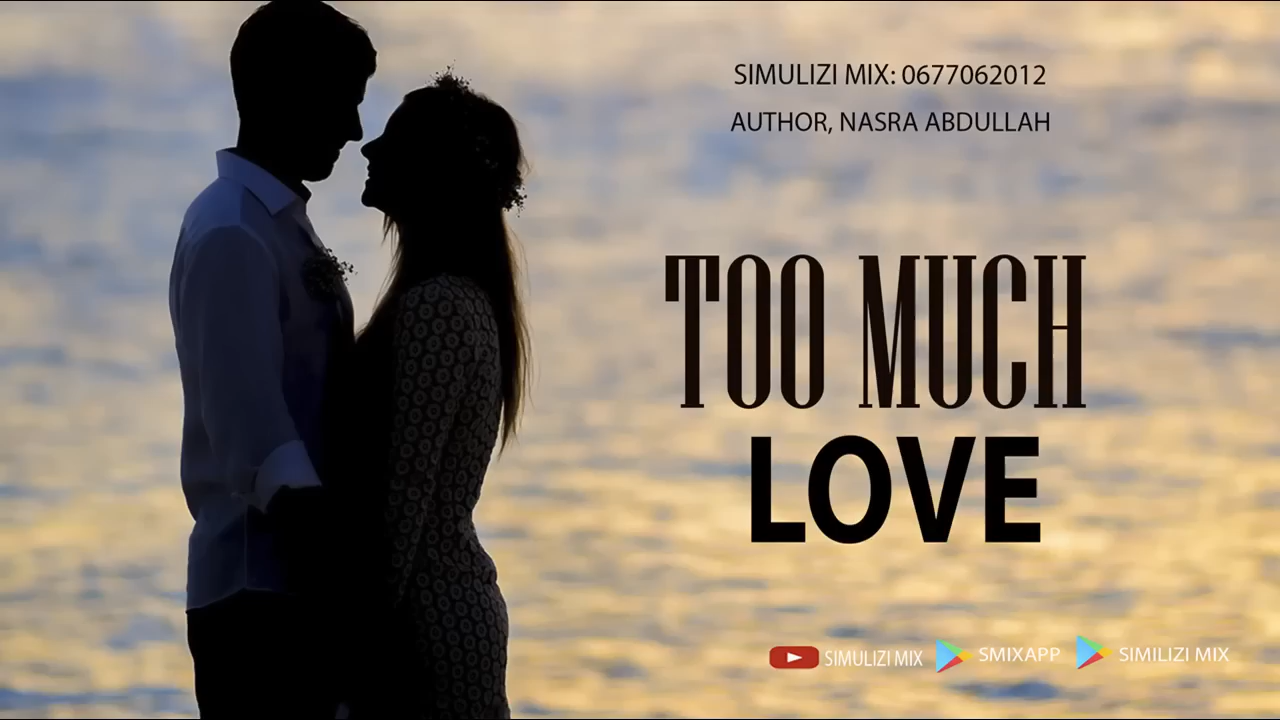 SIMULIZI MIX: 0677062012
AUTHOR, NASRA ABDULLAH
TOO MUCH
LOVE
SIMULIZI MIX SMIXAPP SIMILIZI MIX